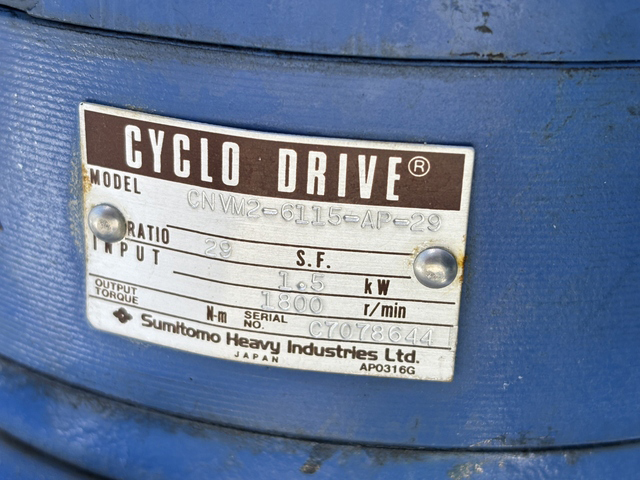 CYCLO DRIVE®
MODEL CNVM2-6115-AP-29
RATIO 29 S.F.
INPUT 1.5 kW
1800 r/min
OUTPUT TORQUE N·m SERIAL NO. C7078644
Sumitomo Heavy Industries Ltd.
JAPAN AP0316G